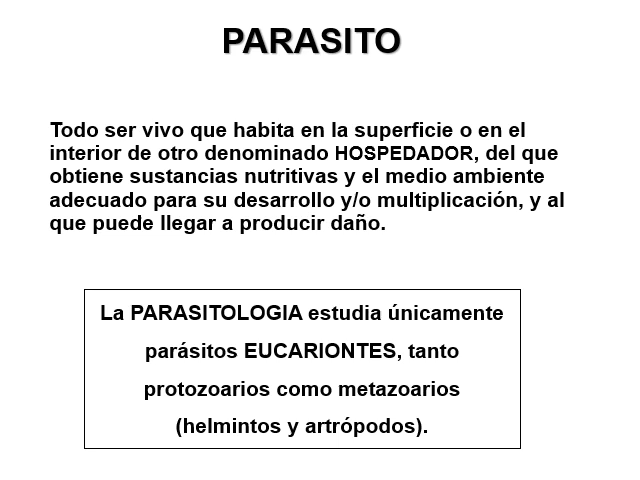 PARASITO
Todo ser vivo que habita en la superficie o en el
interior de otro denominado HOSPEDADOR, del que
obtiene sustancias nutritivas y el medio ambiente
adecuado para su desarrollo y/o multiplicación, y al
que puede llegar a producir daño.
La PARASITOLOGIA estudia únicamente
parásitos EUCARIONTES, tanto
protozoarios como metazoarios
(helmintos y artrópodos).